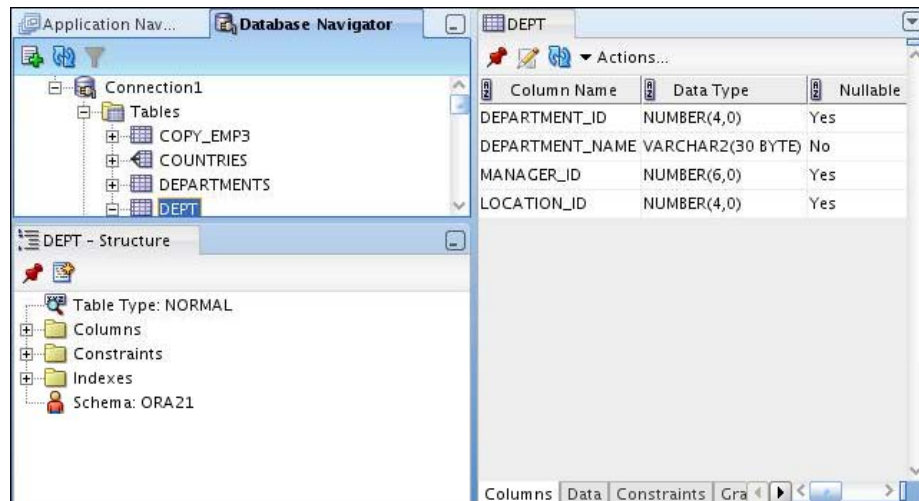 Application Nav...
Database Navigator
Connection1
Tables
COPY_EMP3
COUNTRIES
DEPARTMENTS
DEPT
DEPT - Structure
Table Type: NORMAL
Columns
Constraints
Indexes
Schema: ORA21
DEPT
Actions...
Column Name Data Type Nullable
DEPARTMENT_ID NUMBER(4,0) Yes
DEPARTMENT_NAME VARCHAR2(30 BYTE) No
MANAGER_ID NUMBER(6,0) Yes
LOCATION_ID NUMBER(4,0) Yes
Columns Data Constraints Gra